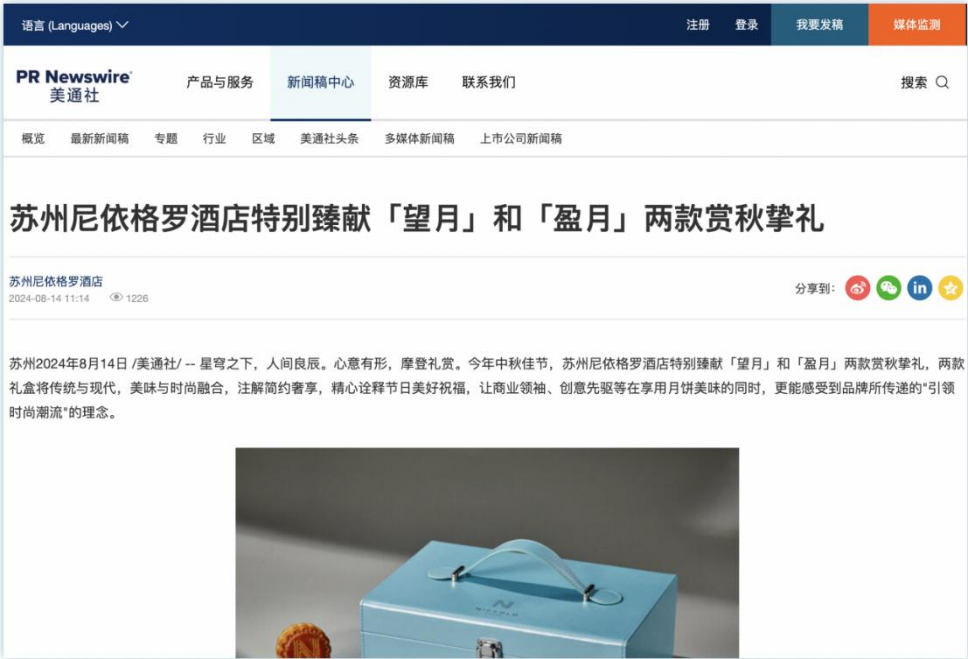 语言 (Languages)
注册
登录
我要发稿
媒体监测
PR Newswire
美通社
产品与服务
新闻稿中心
资源库
联系我们
搜索
概览
最新新闻稿
专题
行业
区域
美通社头条
多媒体新闻稿
上市公司新闻稿
苏州尼依格罗酒店特别臻献「望月」和「盈月」两款赏秋挚礼
苏州尼依格罗酒店
2024-08-14 11:14
1226
分享到：
苏州2024年8月14日 /美通社/ -- 星穹之下，人间良辰。心意有形，摩登礼赏。今年中秋佳节，苏州尼依格罗酒店特别臻献「望月」和「盈月」两款赏秋挚礼，两款
礼盒将传统与现代，美味与时尚融合，注解简约奢享，精心诠释节日美好祝福，让商业领袖、创意先驱等在享用月饼美味的同时，更能感受到品牌所传递的"引领
时尚潮流"的理念。
N
NICCOLO